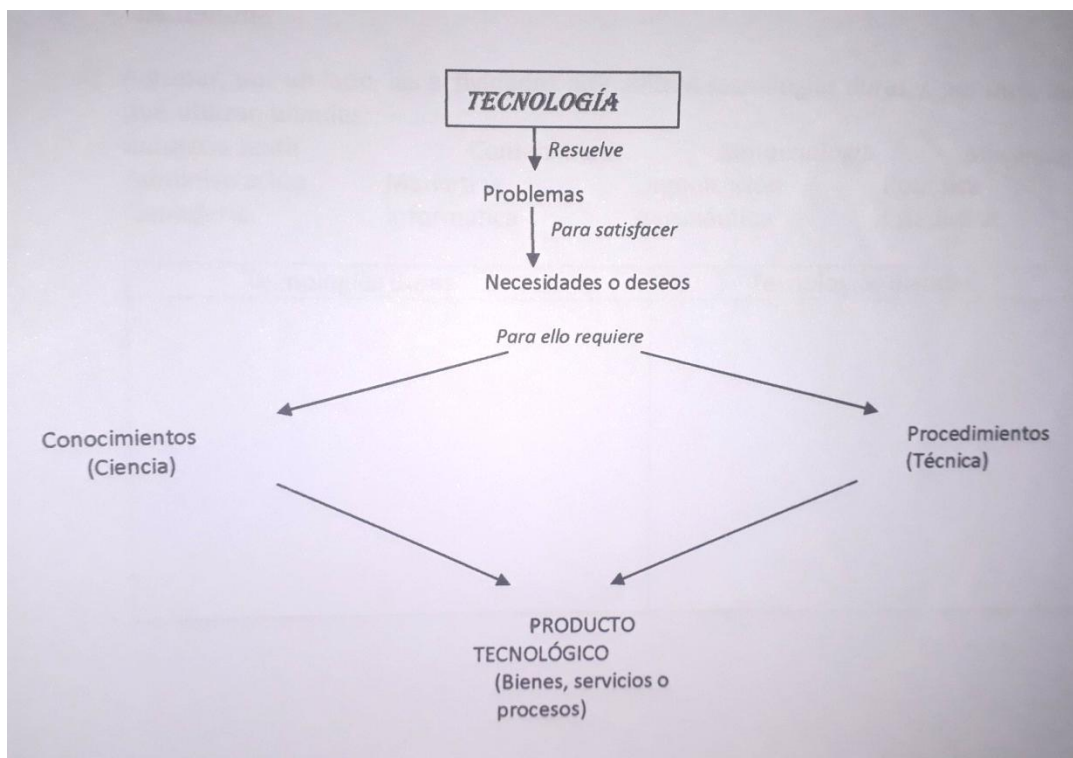 TECNOLOGÍA
Resuelve
Problemas
Para satisfacer
Necesidades o deseos
Para ello requiere
Conocimientos
(Ciencia)
Procedimientos
(Técnica)
PRODUCTO
TECNOLÓGICO
(Bienes, servicios o
procesos)